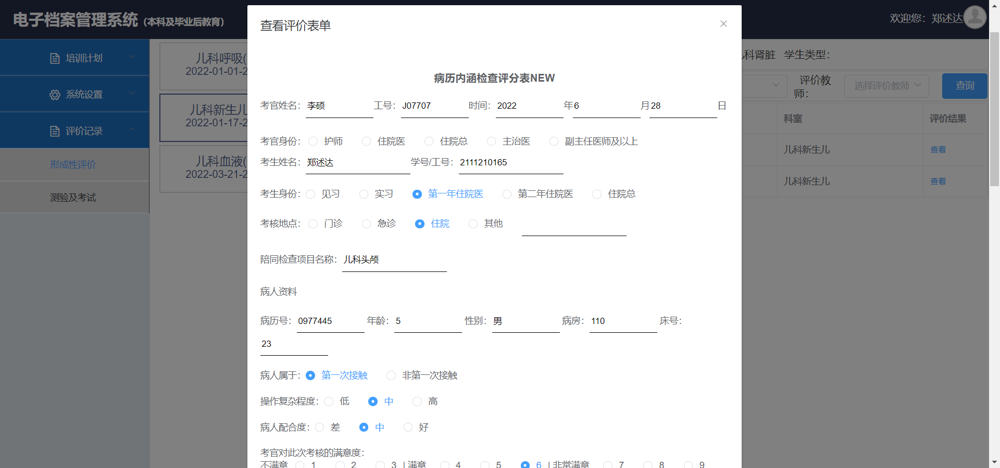 电子档案管理系统（本科及毕业后教育）
欢迎您：郑述达
培训计划
系统设置
评价记录
形成性评价
测验及考试
儿科呼吸(
2022-01-01-2
儿科新生儿
2022-01-17-2
儿科血液(
2022-03-21-2
查看评价表单
病历内涵检查评分表NEW
考官姓名：李硕 工号：J07707 时间：2022 年6 月28 日
考官身份：护师 住院医 住院总 主治医 副主任医师及以上
考生姓名：郑述达 学号/工号：2111210165
考生身份：见习 实习 第一年住院医 第二年住院医 住院总
考核地点：门诊 急诊 住院 其他
陪同检查项目名称：儿科头颅
病人资料
病历号：0977445 年龄：5 性别：男 病房：110 床号：
23
病人属于：第一次接触 非第一次接触
操作复杂程度：低 中 高
病人配合度：差 中 好
考官对此次考核的满意度：
不满意 1 2 3 | 满意 4 5 6 | 非常满意 7 8 9
科肾脏 学生类型：
评价教
师： 选择评价教师 查询
科室 评价结果
儿科新生儿 查看
儿科新生儿 查看